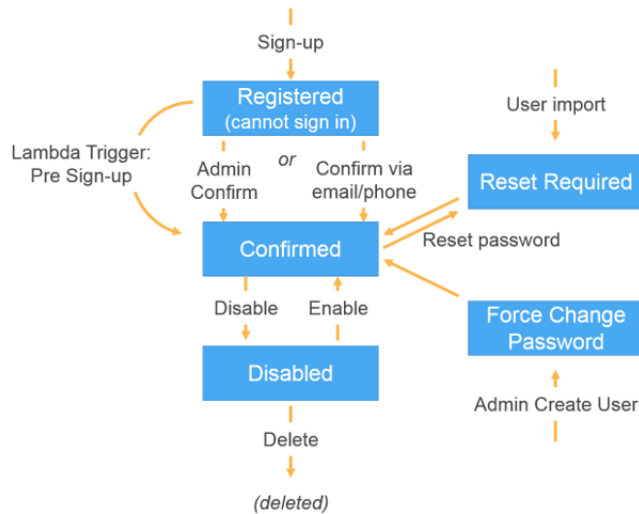 Sign-up
Registered
(cannot sign in)
User import
Lambda Trigger:
Pre Sign-up
Admin
Confirm
or
Confirm via
email/phone
Reset Required
Confirmed
Reset password
Disable
Enable
Force Change
Password
Disabled
Admin Create User
Delete
(deleted)